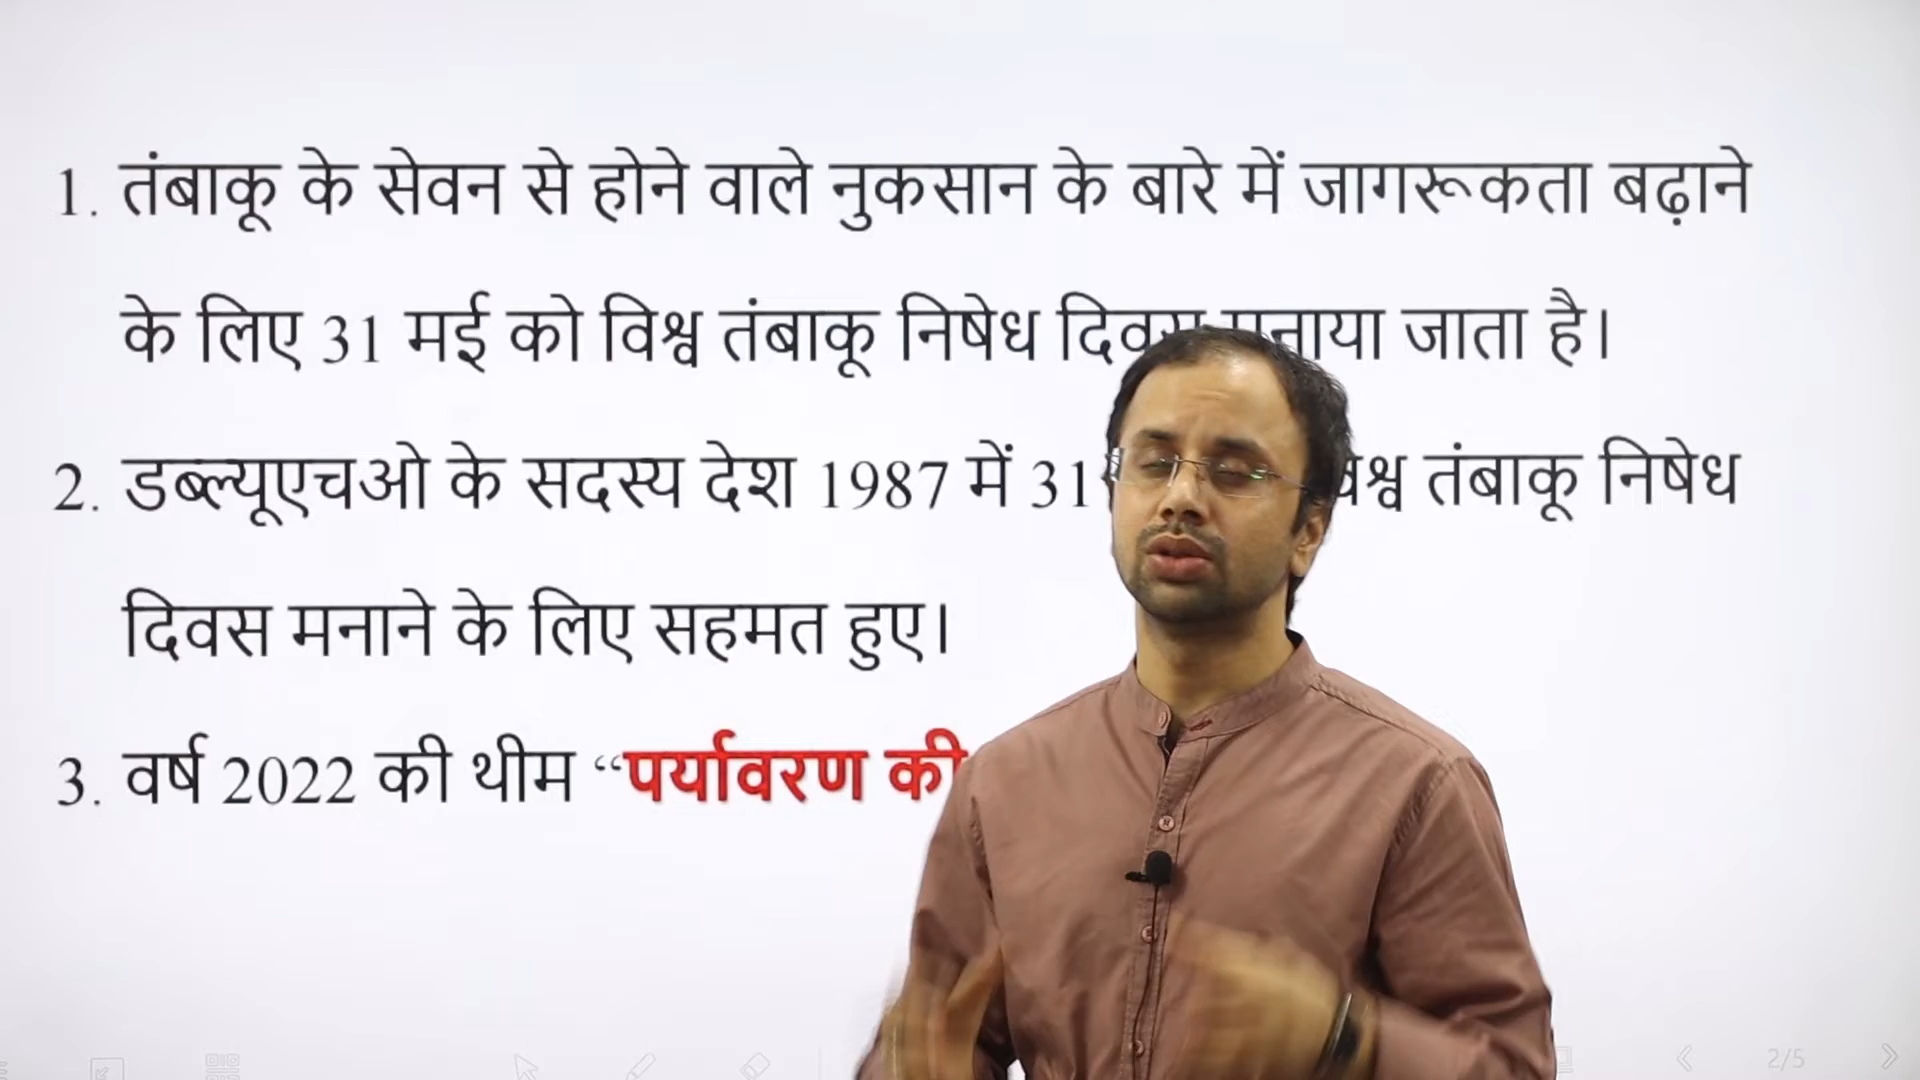 1. तंबाकू के सेवन से होने वाले नुकसान के बारे में जागरूकता बढ़ाने
के लिए 31 मई को विश्व तंबाकू निषेध जाता है।
2. डब्ल्यूएचओ के सदस्य देश 1987 में 31 तंबाकू निषेध
दिवस मनाने के लिए सहमत हुए।
3. वर्ष 2022 की थीम “पर्यावरण की
2/5